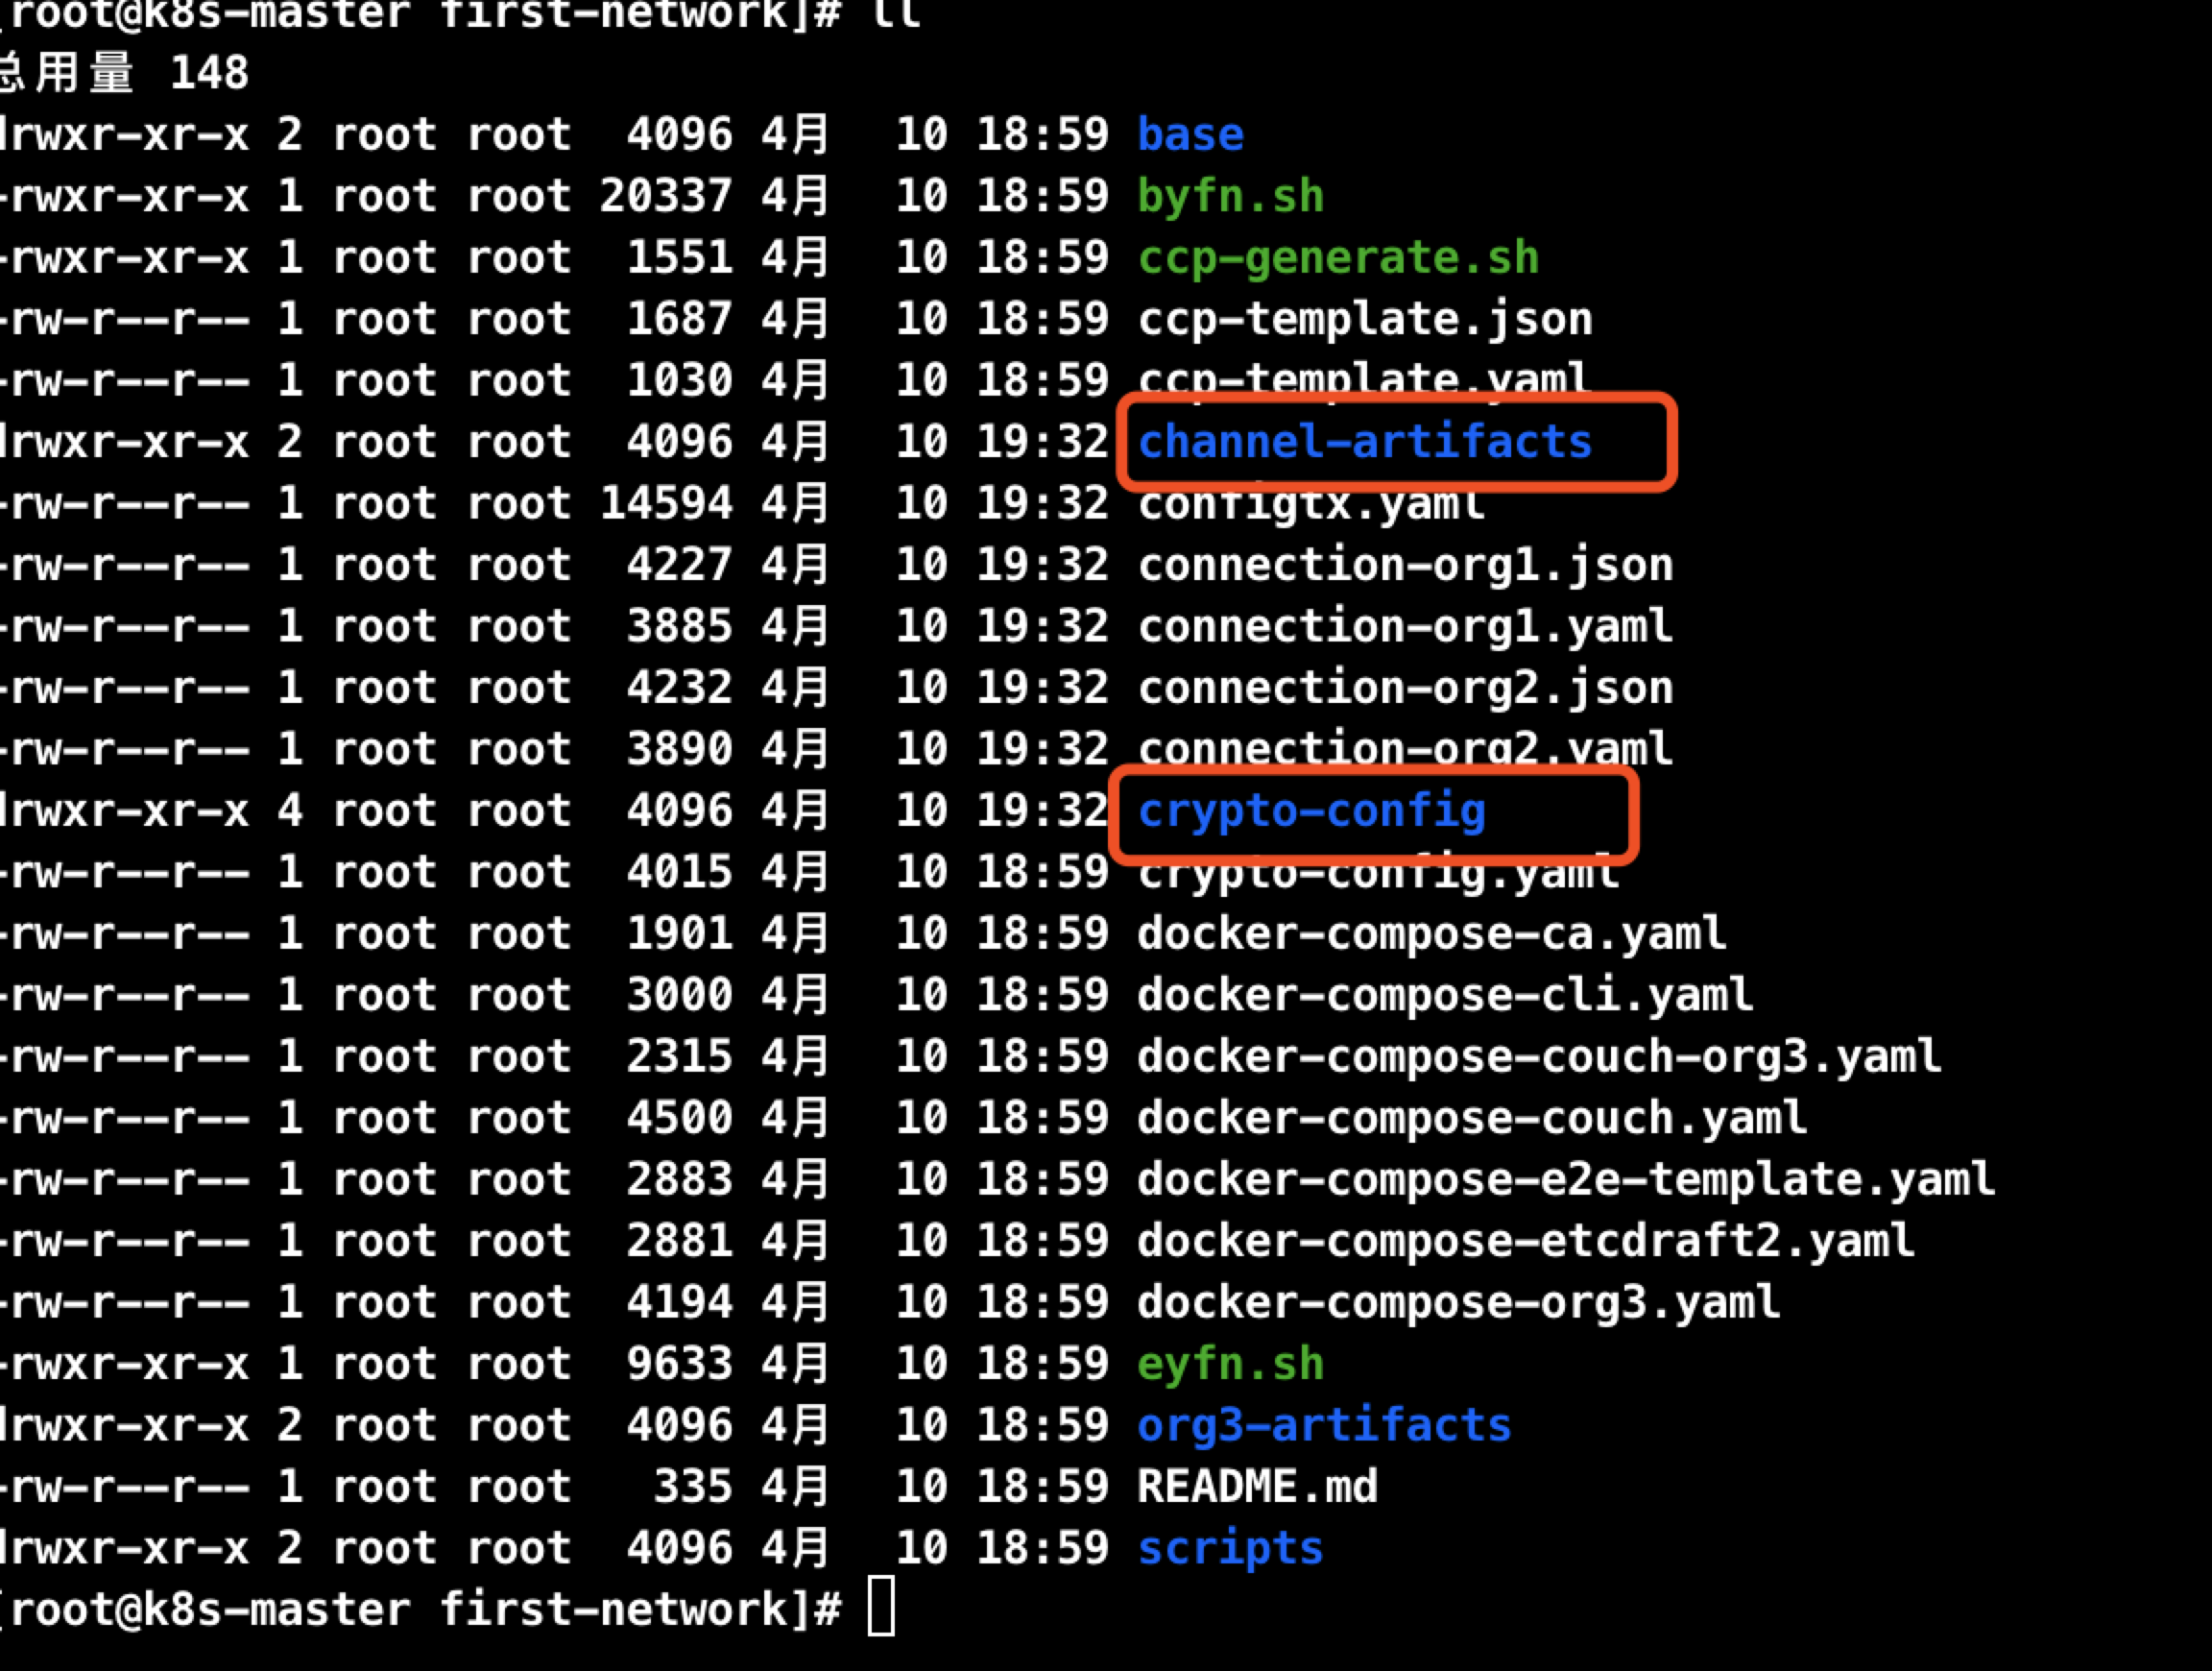 [root@k8s-master first-network]# ll
总用量 148
drwxr-xr-x 2 root root 4096 4月 10 18:59 base
-rwxr-xr-x 1 root root 20337 4月 10 18:59 byfn.sh
-rwxr-xr-x 1 root root 1551 4月 10 18:59 ccp-generate.sh
-rw-r--r-- 1 root root 1687 4月 10 18:59 ccp-template.json
-rw-r--r-- 1 root root 1030 4月 10 18:59 ccp-template.yaml
drwxr-xr-x 2 root root 4096 4月 10 19:32 channel-artifacts
-rw-r--r-- 1 root root 14594 4月 10 19:32 configtx.yaml
-rw-r--r-- 1 root root 4227 4月 10 19:32 connection-org1.json
-rw-r--r-- 1 root root 3885 4月 10 19:32 connection-org1.yaml
-rw-r--r-- 1 root root 4232 4月 10 19:32 connection-org2.json
-rw-r--r-- 1 root root 3890 4月 10 19:32 connection-org2.yaml
drwxr-xr-x 4 root root 4096 4月 10 19:32 crypto-config
-rw-r--r-- 1 root root 4015 4月 10 18:59 crypto-config.yaml
-rw-r--r-- 1 root root 1901 4月 10 18:59 docker-compose-ca.yaml
-rw-r--r-- 1 root root 3000 4月 10 18:59 docker-compose-cli.yaml
-rw-r--r-- 1 root root 2315 4月 10 18:59 docker-compose-couch-org3.yaml
-rw-r--r-- 1 root root 4500 4月 10 18:59 docker-compose-couch.yaml
-rw-r--r-- 1 root root 2883 4月 10 18:59 docker-compose-e2e-template.yaml
-rw-r--r-- 1 root root 2881 4月 10 18:59 docker-compose-etcdraft2.yaml
-rw-r--r-- 1 root root 4194 4月 10 18:59 docker-compose-org3.yaml
-rwxr-xr-x 1 root root 9633 4月 10 18:59 eyfn.sh
drwxr-xr-x 2 root root 4096 4月 10 18:59 org3-artifacts
-rw-r--r-- 1 root root 335 4月 10 18:59 README.md
drwxr-xr-x 2 root root 4096 4月 10 18:59 scripts
[root@k8s-master first-network]#